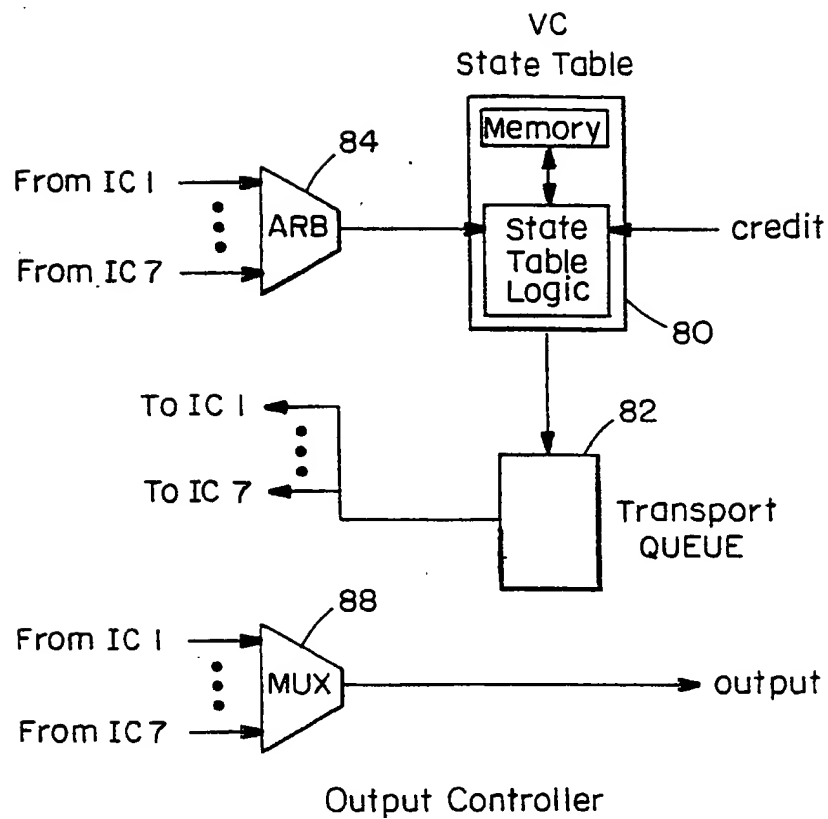 VC
State Table
Memory
84
From IC 1
ARB
State
Table
Logic
credit
From IC 7
80
To IC 1
82
To IC 7
Transport
QUEUE
88
From IC 1
MUX
output
From IC 7
Output Controller